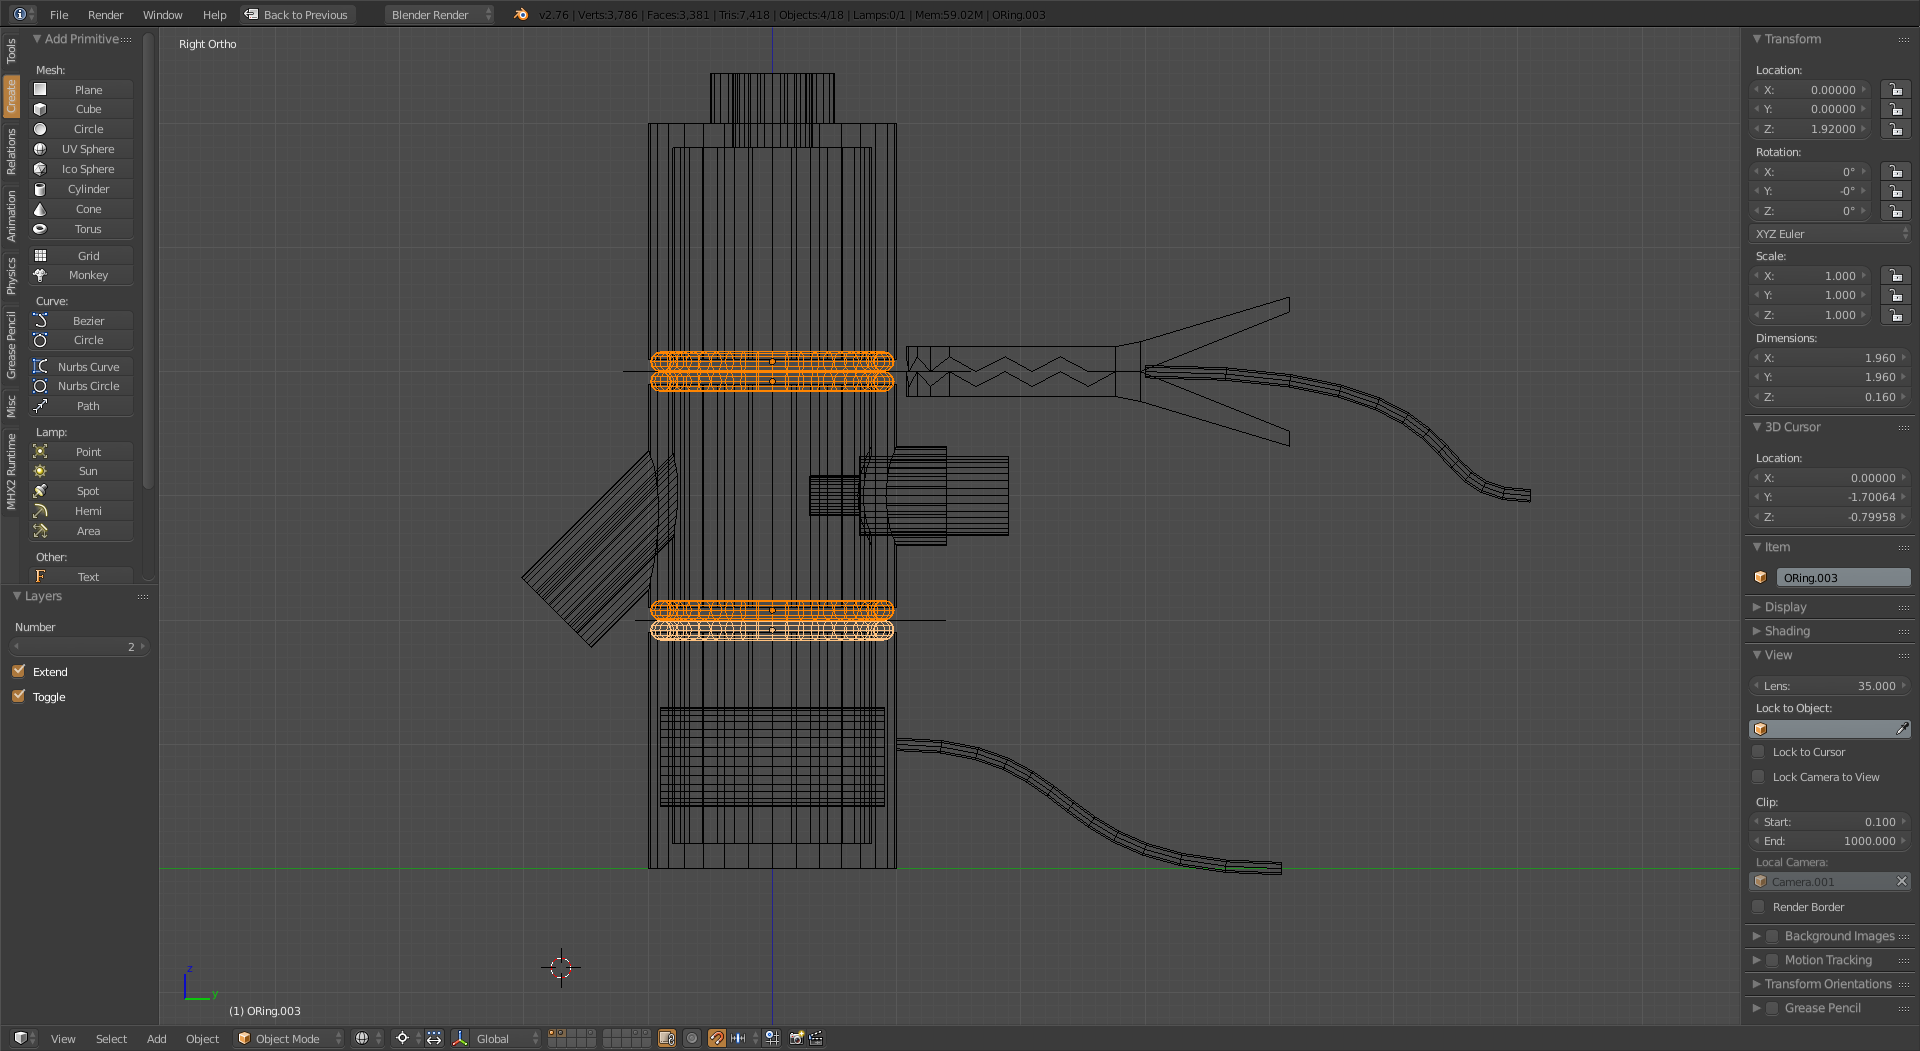 File Render Window Help Back to Previous Blender Render v2.76 | Verts:3,786 | Faces:3,381 | Tris:7,418 | Objects:4/18 | Lamps:0/1 | Mem:59.02M | ORing.003
Tools
Create
Relations
Animation
Physics
Grease Pencil
Misc
MHX2 Runtime
Add Primitive
Mesh:
Plane
Cube
Circle
UV Sphere
Ico Sphere
Cylinder
Cone
Torus
Grid
Monkey
Curve:
Bezier
Circle
Nurbs Curve
Nurbs Circle
Path
Lamp:
Point
Sun
Spot
Hemi
Area
Other:
Text
Layers
Number
2
Extend
Toggle
Right Ortho
z
y
(1) ORing.003
Transform
Location:
X: 0.00000
Y: 0.00000
Z: 1.92000
Rotation:
X: 0°
Y: -0°
Z: 0°
XYZ Euler
Scale:
X: 1.000
Y: 1.000
Z: 1.000
Dimensions:
X: 1.960
Y: 1.960
Z: 0.160
3D Cursor
Location:
X: 0.00000
Y: -1.70064
Z: -0.79958
Item
ORing.003
Display
Shading
View
Lens: 35.000
Lock to Object:
Lock to Cursor
Lock Camera to View
Clip:
Start: 0.100
End: 1000.000
Local Camera:
Camera.001
Render Border
Background Images
Motion Tracking
Transform Orientations
Grease Pencil
View Select Add Object Object Mode Global